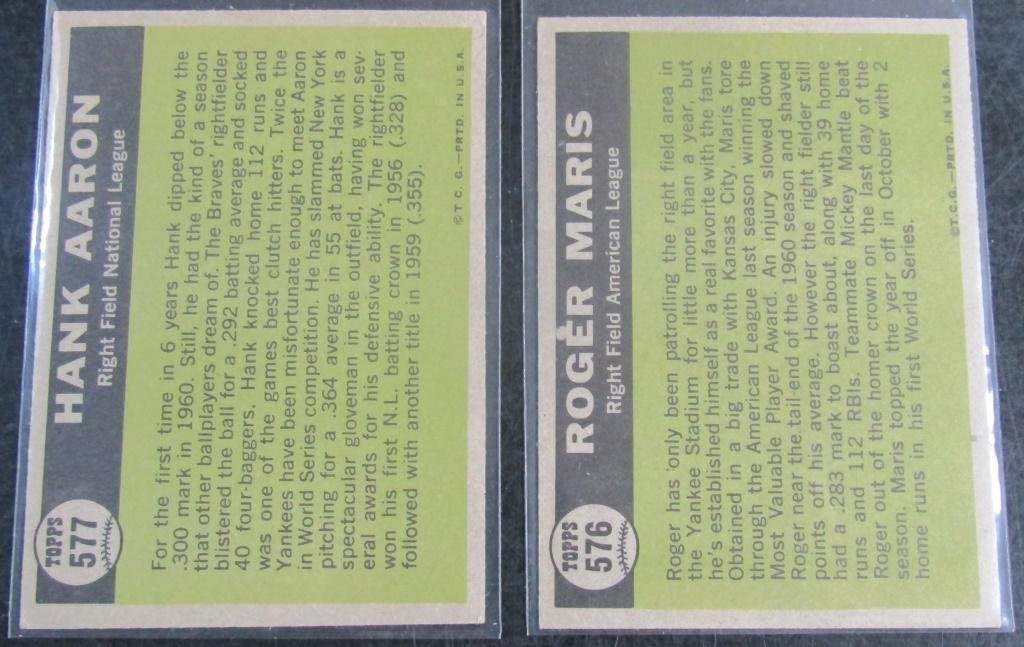 TOPPS
577
HANK AARON
Right Field National League
For the first time in 6 years Hank dipped below the
.300 mark in 1960. Still, he had the kind of a season
that other ballplayers dream of. The Braves' rightfielder
blistered the ball for a .292 batting average and socked
40 four-baggers. Hank knocked home 112 runs and
was one of the games best clutch hitters. Twice the
Yankees have been misfortunate enough to meet Aaron
in World Series competition. He has slammed New York
pitching for a .364 average in 55 at bats. Hank is a
spectacular gloveman in the outfield, having won sev-
eral awards for his defensive ability. The rightfielder
won his first N.L. batting crown in 1956 (.328) and
followed with another title in 1959 (.355).
© T. C. G.—PRTD. IN U.S.A.
TOPPS
576
ROGER MARIS
Right Field American League
Roger has only been patrolling the right field area in
the Yankee Stadium for little more than a year, but
he's established himself as a real favorite with the fans.
Obtained in a big trade with Kansas City, Maris tore
through the American League last season winning the
Most Valuable Player Award. An injury slowed down
Roger near the tail-end of the 1960 season and shaved
points off his average. However the right fielder still
had a .283 mark to boast about, along with 39 home
runs and 112 RBIs. Teammate Mickey Mantle beat
Roger out of the homer crown on the last day of the
season. Maris topped the year off in October with 2
home runs in his first World Series.
© T.C.G.—PRTD. IN U.S.A.